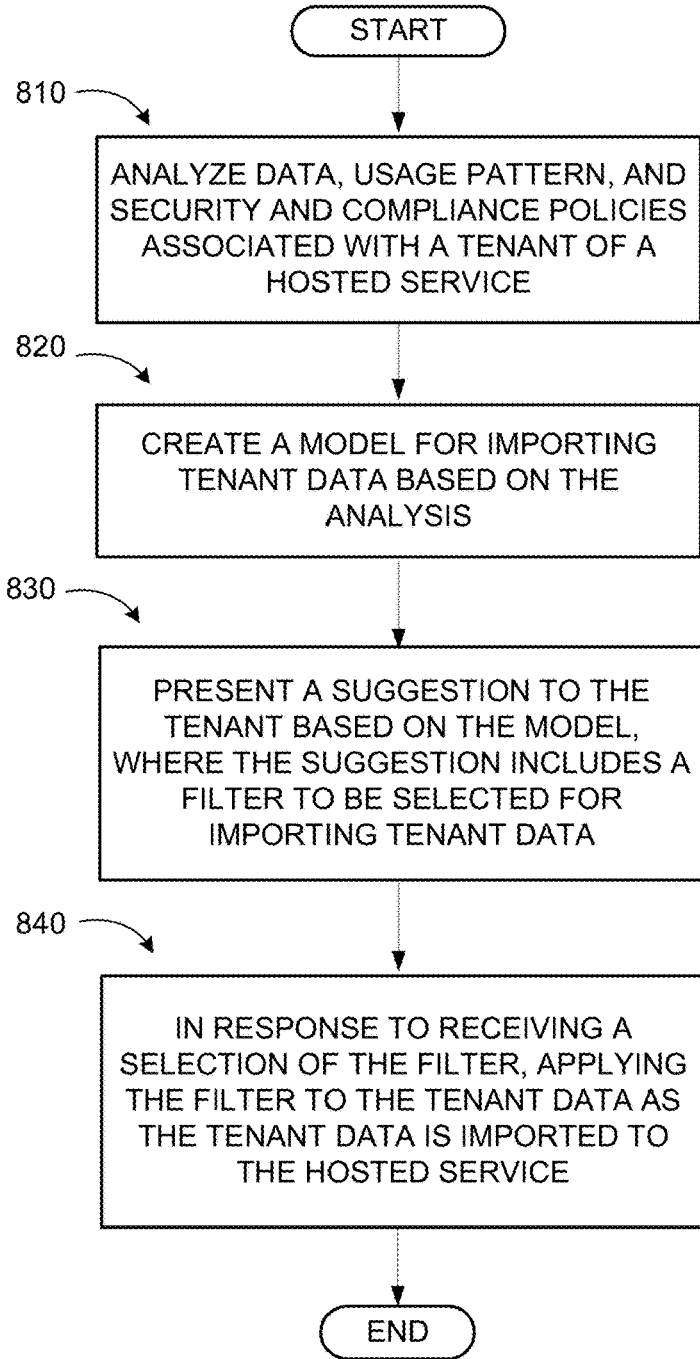 START
810
ANALYZE DATA, USAGE PATTERN, AND
SECURITY AND COMPLIANCE POLICIES
ASSOCIATED WITH A TENANT OF A
HOSTED SERVICE
820
CREATE A MODEL FOR IMPORTING
TENANT DATA BASED ON THE
ANALYSIS
830
PRESENT A SUGGESTION TO THE
TENANT BASED ON THE MODEL,
WHERE THE SUGGESTION INCLUDES A
FILTER TO BE SELECTED FOR
IMPORTING TENANT DATA
840
IN RESPONSE TO RECEIVING A
SELECTION OF THE FILTER, APPLYING
THE FILTER TO THE TENANT DATA AS
THE TENANT DATA IS IMPORTED TO
THE HOSTED SERVICE
END